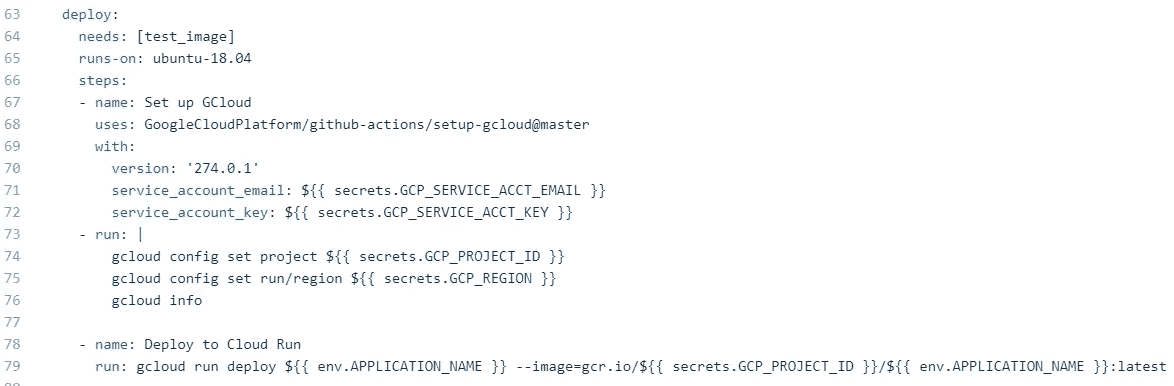 63 deploy:
64 needs: [test_image]
65 runs-on: ubuntu-18.04
66 steps:
67 - name: Set up GCloud
68 uses: GoogleCloudPlatform/github-actions/setup-gcloud@master
69 with:
70 version: '274.0.1'
71 service_account_email: ${{ secrets.GCP_SERVICE_ACCT_EMAIL }}
72 service_account_key: ${{ secrets.GCP_SERVICE_ACCT_KEY }}
73 - run: |
74 gcloud config set project ${{ secrets.GCP_PROJECT_ID }}
75 gcloud config set run/region ${{ secrets.GCP_REGION }}
76 gcloud info
77
78 - name: Deploy to Cloud Run
79 run: gcloud run deploy ${{ env.APPLICATION_NAME }} --image=gcr.io/${{ secrets.GCP_PROJECT_ID }}/${{ env.APPLICATION_NAME }}:latest